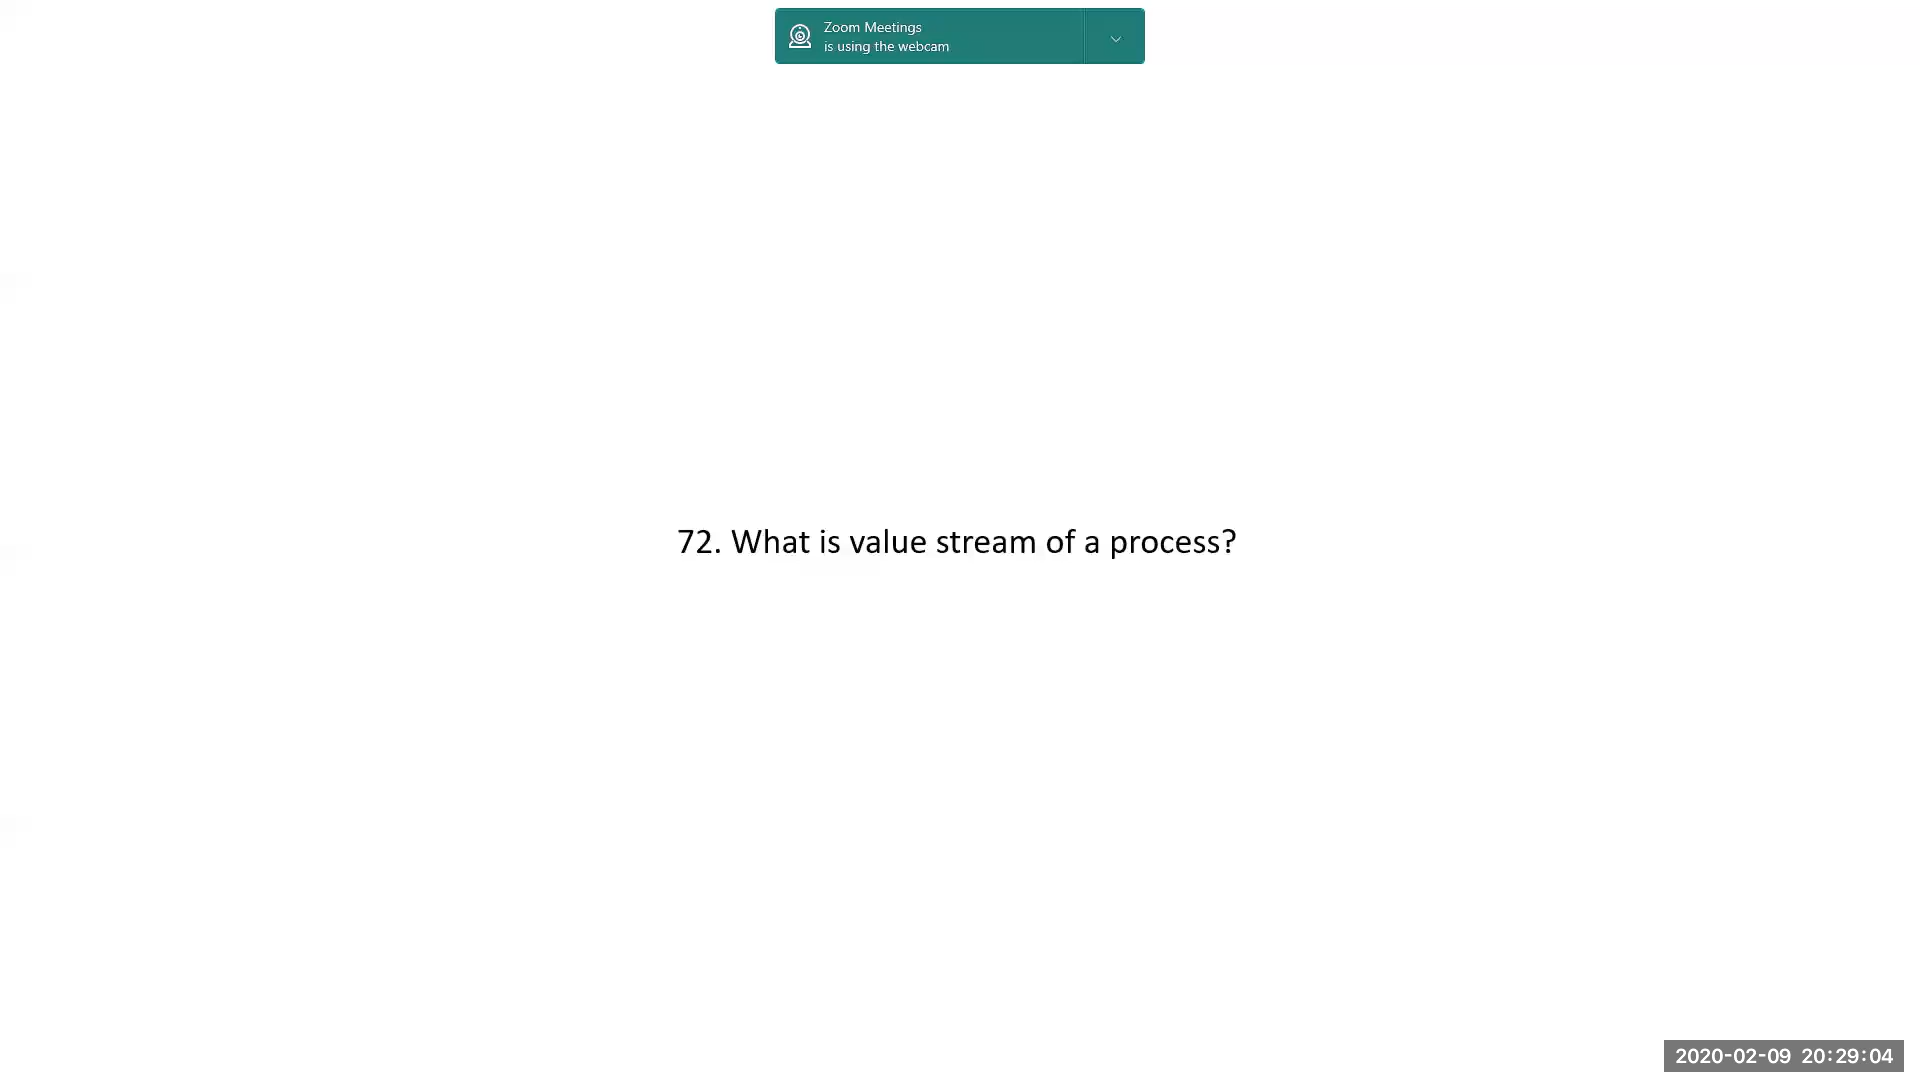 Zoom Meetings
is using the webcam
72. What is value stream of a process?
2020-02-09 20:29:04